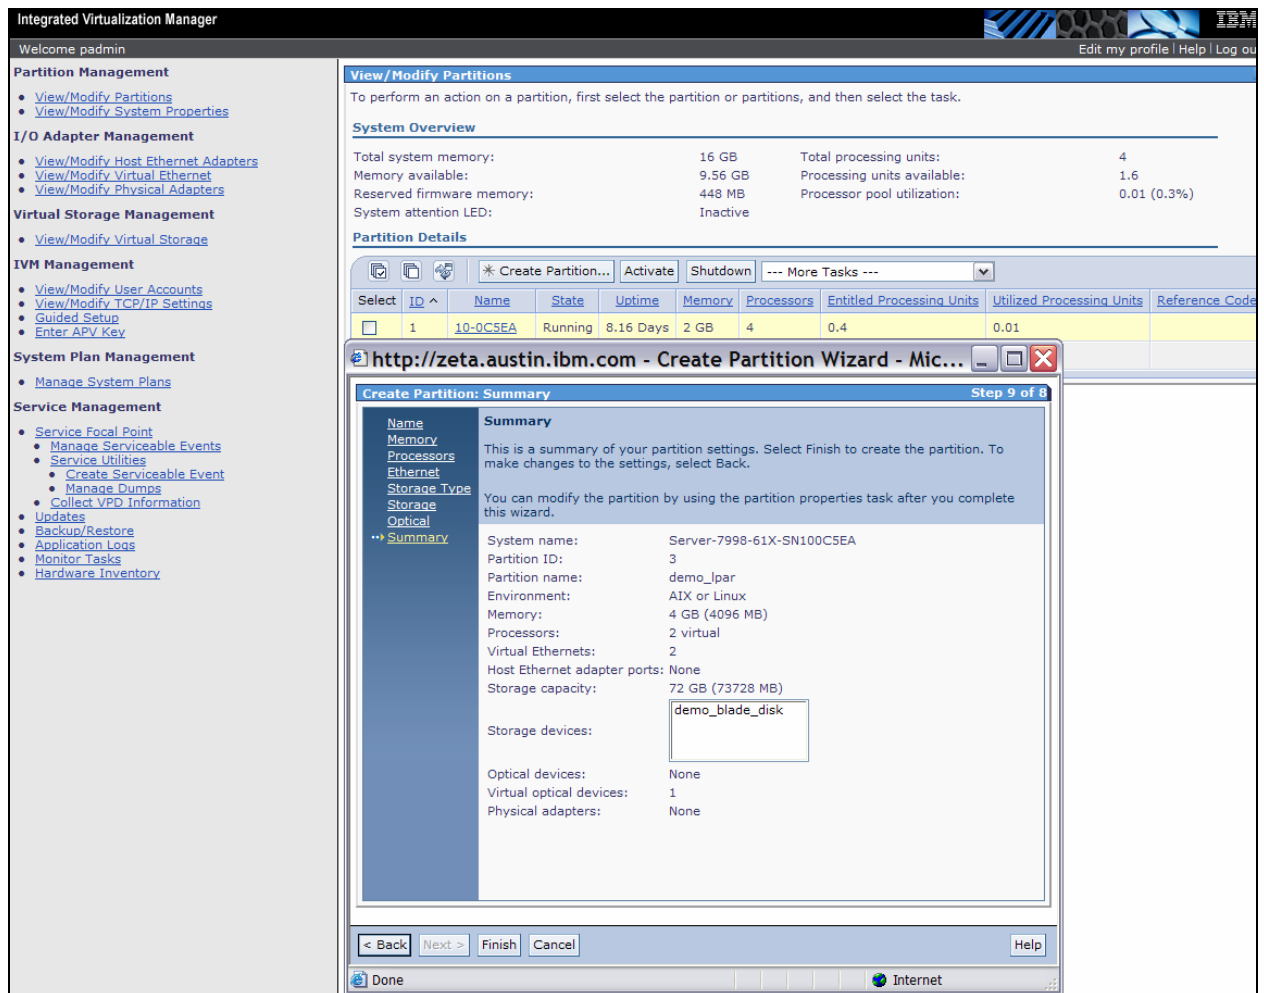 Integrated Virtualization Manager
IBM
Welcome padmin
Edit my profile | Help | Log ou
Partition Management
View/Modify Partitions
View/Modify System Properties
I/O Adapter Management
View/Modify Host Ethernet Adapters
View/Modify Virtual Ethernet
View/Modify Physical Adapters
Virtual Storage Management
View/Modify Virtual Storage
IVM Management
View/Modify User Accounts
View/Modify TCP/IP Settings
Guided Setup
Enter APV Key
System Plan Management
Manage System Plans
Service Management
Service Focal Point
Manage Serviceable Events
Service Utilities
Create Serviceable Event
Manage Dumps
Collect VPD Information
Updates
Backup/Restore
Application Logs
Monitor Tasks
Hardware Inventory
View/Modify Partitions
To perform an action on a partition, first select the partition or partitions, and then select the task.
System Overview
Total system memory: 16 GB Total processing units: 4
Memory available: 9.56 GB Processing units available: 1.6
Reserved firmware memory: 448 MB Processor pool utilization: 0.01 (0.3%)
System attention LED: Inactive
Partition Details
Create Partition... Activate Shutdown --- More Tasks ---
Select ID ^ Name State Uptime Memory Processors Entitled Processing Units Utilized Processing Units Reference Code
1 10-0C5EA Running 8.16 Days 2 GB 4 0.4 0.01
http://zeta.austin.ibm.com - Create Partition Wizard - Mic...
Create Partition: Summary Step 9 of 8
Name
Memory
Processors
Ethernet
Storage Type
Storage
Optical
Summary
Summary
This is a summary of your partition settings. Select Finish to create the partition. To
make changes to the settings, select Back.
You can modify the partition by using the partition properties task after you complete
this wizard.
System name: Server-7998-61X-SN100C5EA
Partition ID: 3
Partition name: demo_lpar
Environment: AIX or Linux
Memory: 4 GB (4096 MB)
Processors: 2 virtual
Virtual Ethernets: 2
Host Ethernet adapter ports: None
Storage capacity: 72 GB (73728 MB)
demo_blade_disk
Storage devices:
Optical devices: None
Virtual optical devices: 1
Physical adapters: None
< Back Next > Finish Cancel Help
Done Internet